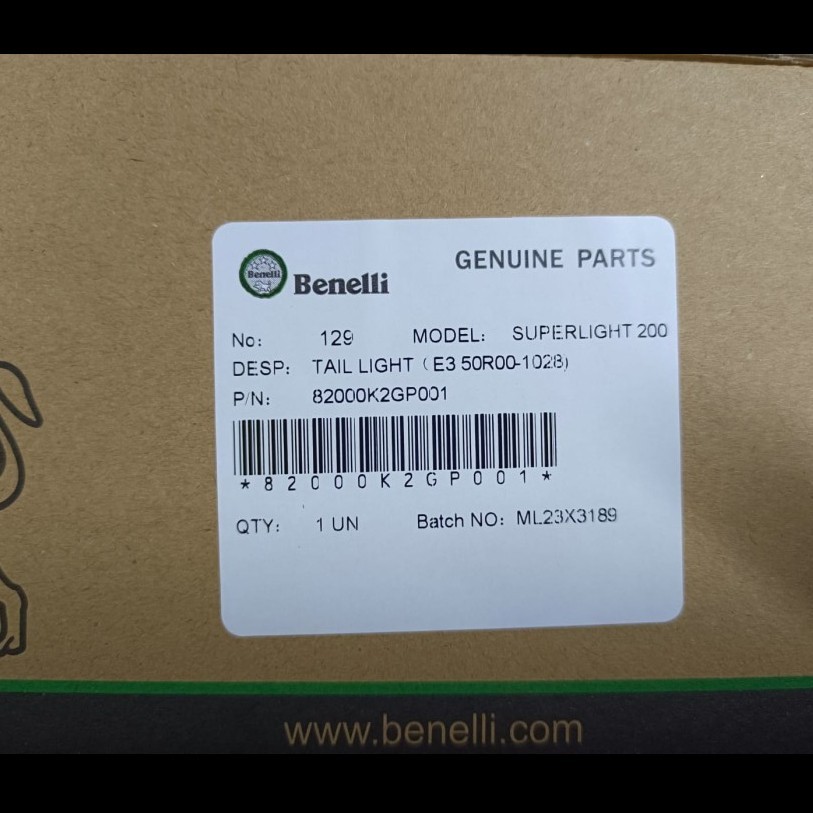 Benelli
Benelli
GENUINE PARTS
No: 129 MODEL: SUPERLIGHT 200
DESP: TAIL LIGHT (E3 50R00-1028)
P/N: 82000K2GP001
*82000K2GP001*
QTY: 1 UN Batch NO: ML23X3189
www.benelli.com